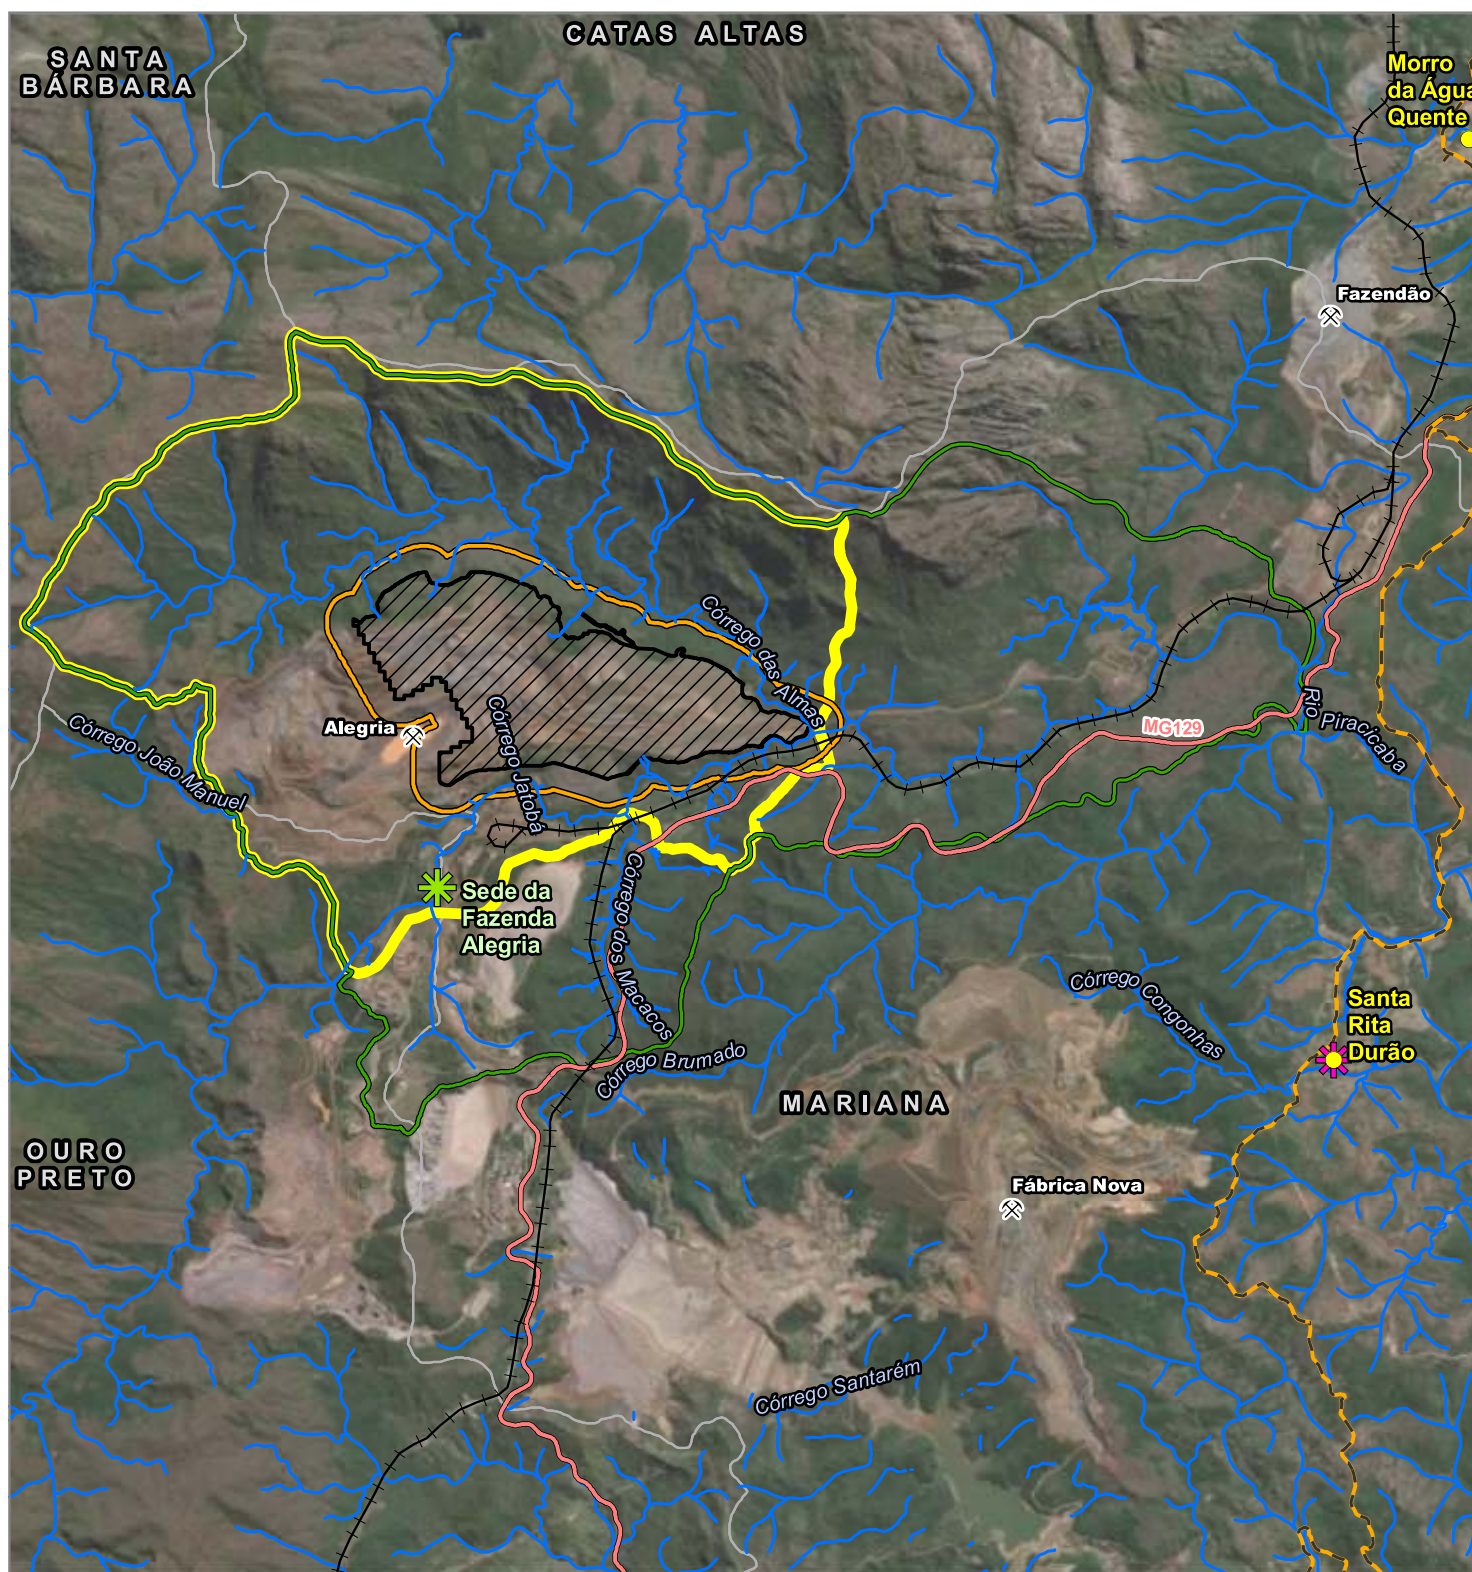 CATAS ALTAS
SANTA
BÁRBARA
Morro
da Água
Quente
Fazendão
Córrego das Almas
Alegria
Córrego Jatobá
Córrego João Manuel
MG129
Rio Piracicaba
Sede da
Fazenda
Alegria
Córrego dos Macacos
Córrego Congonhas
Santa
Rita
Durão
Córrego Brumado
MARIANA
OURO
PRETO
Fábrica Nova
Córrego Santarém